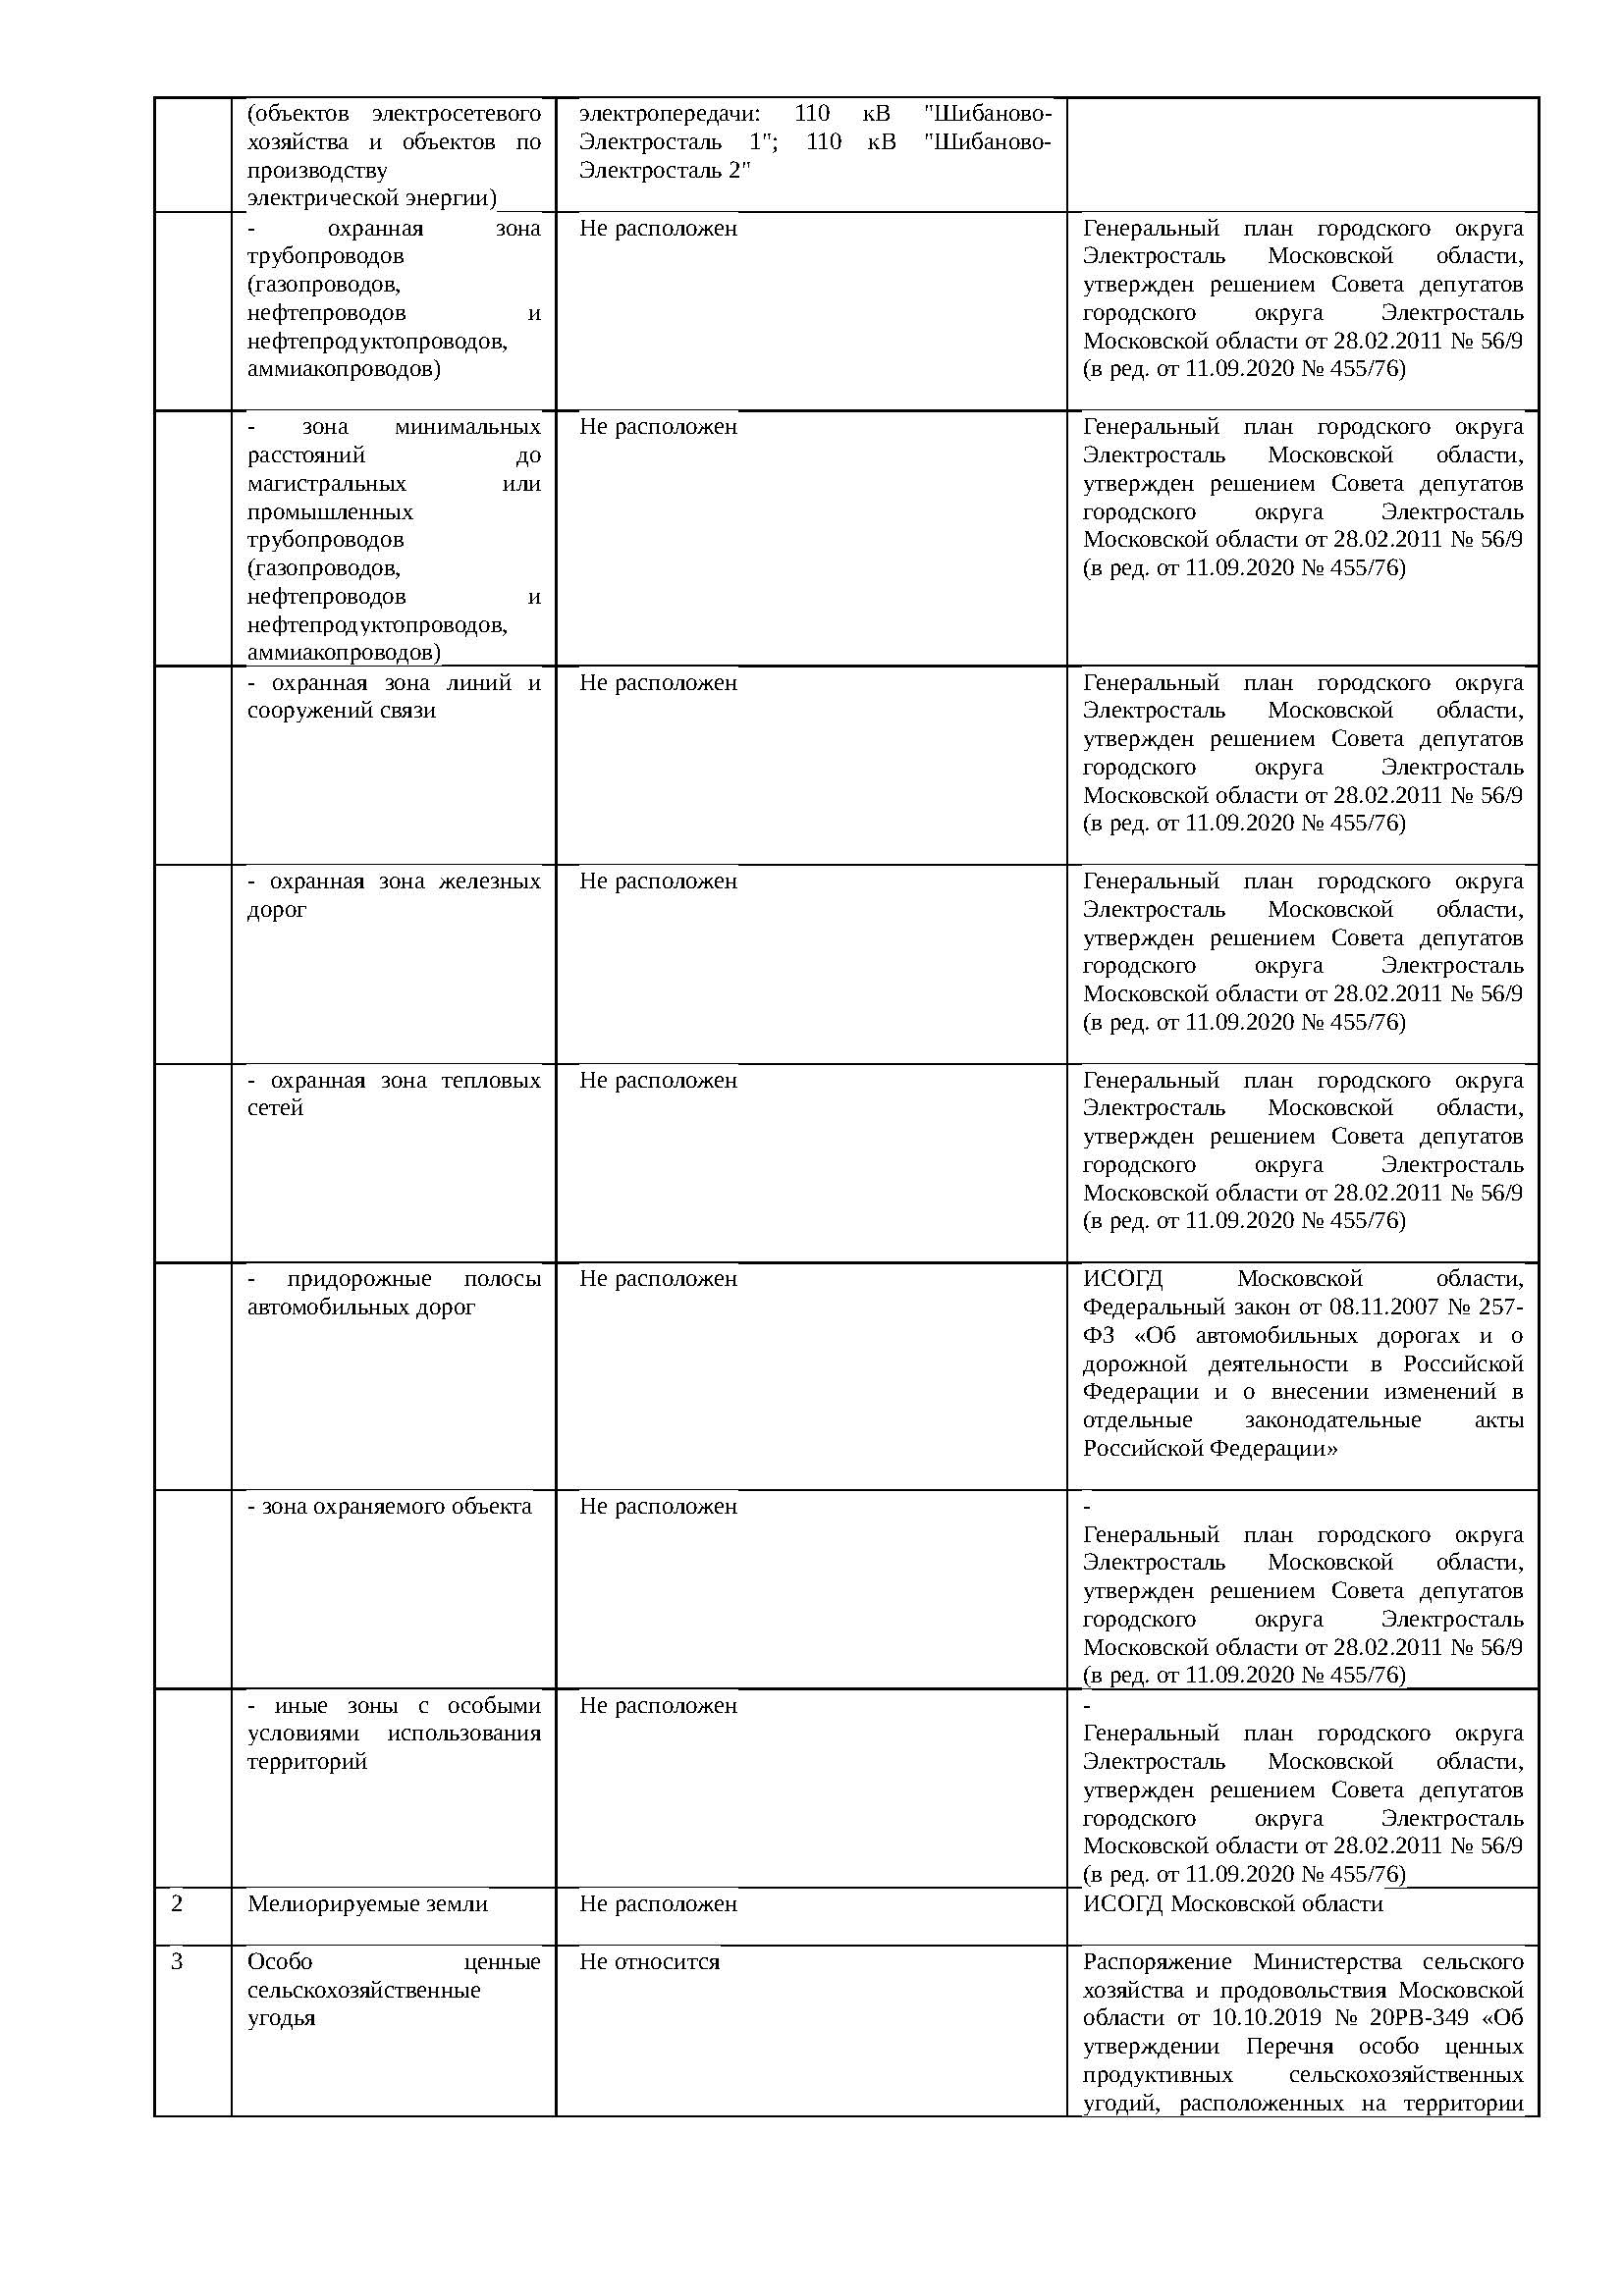 (объектов электросетевого
хозяйства и объектов по
производству
электрической энергии)
электропередачи: 110 кВ "Шибаново-
Электросталь 1"; 110 кВ "Шибаново-
Электросталь 2"
- охранная зона
трубопроводов
(газопроводов,
нефтепроводов и
нефтепродуктопроводов,
аммиакопроводов)
Не расположен
Генеральный план городского округа
Электросталь Московской области,
утвержден решением Совета депутатов
городского округа Электросталь
Московской области от 28.02.2011 № 56/9
(в ред. от 11.09.2020 № 455/76)
- зона минимальных
расстояний до
магистральных или
промышленных
трубопроводов
(газопроводов,
нефтепроводов и
нефтепродуктопроводов,
аммиакопроводов)
Не расположен
Генеральный план городского округа
Электросталь Московской области,
утвержден решением Совета депутатов
городского округа Электросталь
Московской области от 28.02.2011 № 56/9
(в ред. от 11.09.2020 № 455/76)
- охранная зона линий и
сооружений связи
Не расположен
Генеральный план городского округа
Электросталь Московской области,
утвержден решением Совета депутатов
городского округа Электросталь
Московской области от 28.02.2011 № 56/9
(в ред. от 11.09.2020 № 455/76)
- охранная зона железных
дорог
Не расположен
Генеральный план городского округа
Электросталь Московской области,
утвержден решением Совета депутатов
городского округа Электросталь
Московской области от 28.02.2011 № 56/9
(в ред. от 11.09.2020 № 455/76)
- охранная зона тепловых
сетей
Не расположен
Генеральный план городского округа
Электросталь Московской области,
утвержден решением Совета депутатов
городского округа Электросталь
Московской области от 28.02.2011 № 56/9
(в ред. от 11.09.2020 № 455/76)
- придорожные полосы
автомобильных дорог
Не расположен
ИСОГД Московской области,
Федеральный закон от 08.11.2007 № 257-
ФЗ «Об автомобильных дорогах и о
дорожной деятельности в Российской
Федерации и о внесении изменений в
отдельные законодательные акты
Российской Федерации»
- зона охраняемого объекта
Не расположен
-
Генеральный план городского округа
Электросталь Московской области,
утвержден решением Совета депутатов
городского округа Электросталь
Московской области от 28.02.2011 № 56/9
(в ред. от 11.09.2020 № 455/76)
- иные зоны с особыми
условиями использования
территорий
Не расположен
-
Генеральный план городского округа
Электросталь Московской области,
утвержден решением Совета депутатов
городского округа Электросталь
Московской области от 28.02.2011 № 56/9
(в ред. от 11.09.2020 № 455/76)
2
Мелиорируемые земли
Не расположен
ИСОГД Московской области
3
Особо ценные
сельскохозяйственные
угодья
Не относится
Распоряжение Министерства сельского
хозяйства и продовольствия Московской
области от 10.10.2019 № 20РВ-349 «Об
утверждении Перечня особо ценных
продуктивных сельскохозяйственных
угодий, расположенных на территории